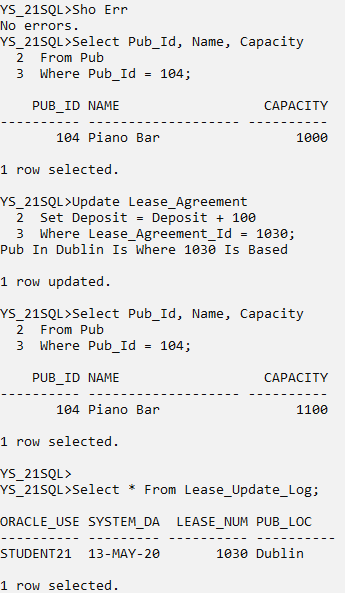 YS_21SQL>Sho Err
No errors.
YS_21SQL>Select Pub_Id, Name, Capacity
  2  From Pub
  3  Where Pub_Id = 104;

    PUB_ID NAME                  CAPACITY
---------- ------------------- ----------
       104 Piano Bar                 1000

1 row selected.

YS_21SQL>Update Lease_Agreement
  2  Set Deposit = Deposit + 100
  3  Where Lease_Agreement_Id = 1030;
Pub In Dublin Is Where 1030 Is Based

1 row updated.

YS_21SQL>Select Pub_Id, Name, Capacity
  2  From Pub
  3  Where Pub_Id = 104;

    PUB_ID NAME                  CAPACITY
---------- ------------------- ----------
       104 Piano Bar                 1100

1 row selected.

YS_21SQL>
YS_21SQL>Select * From Lease_Update_Log;

ORACLE_USE SYSTEM_DA  LEASE_NUM PUB_LOC
---------- --------- ---------- ----------
STUDENT21  13-MAY-20       1030 Dublin

1 row selected.